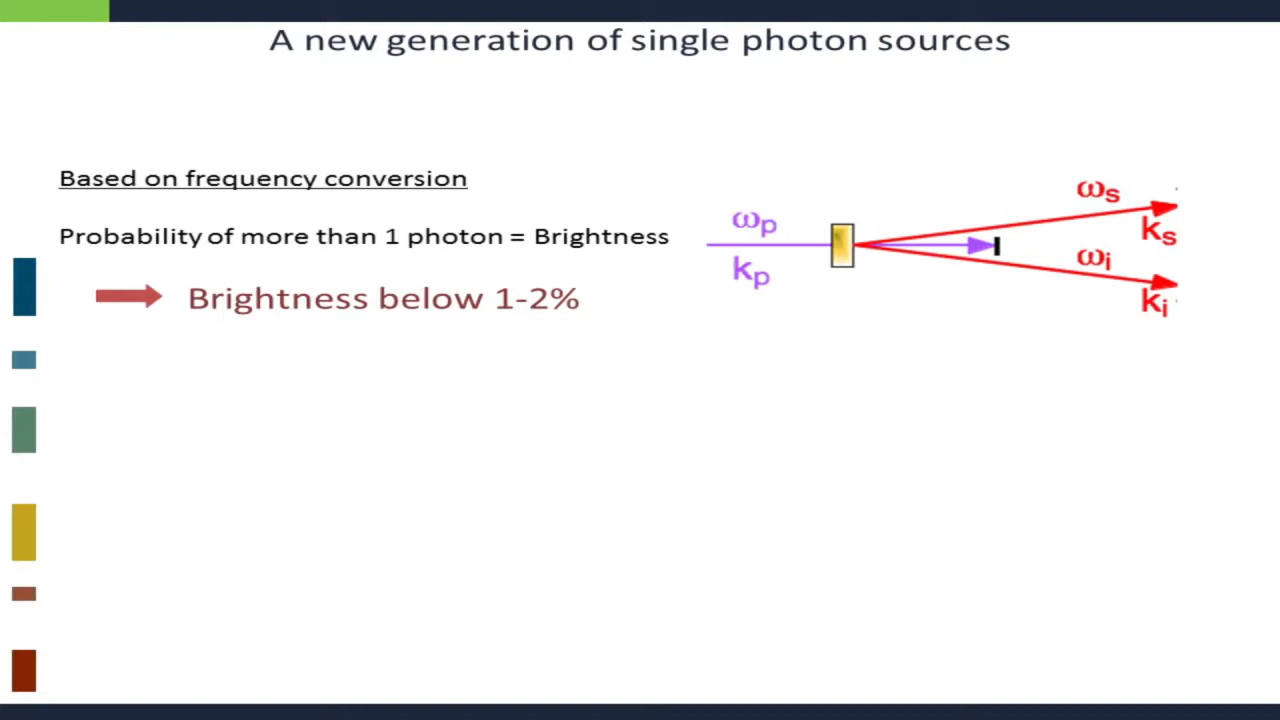 A new generation of single photon sources
Based on frequency conversion
Probability of more than 1 photon = Brightness
Brightness below 1-2%
ωp
kp
ωs
ks
ωi
ki